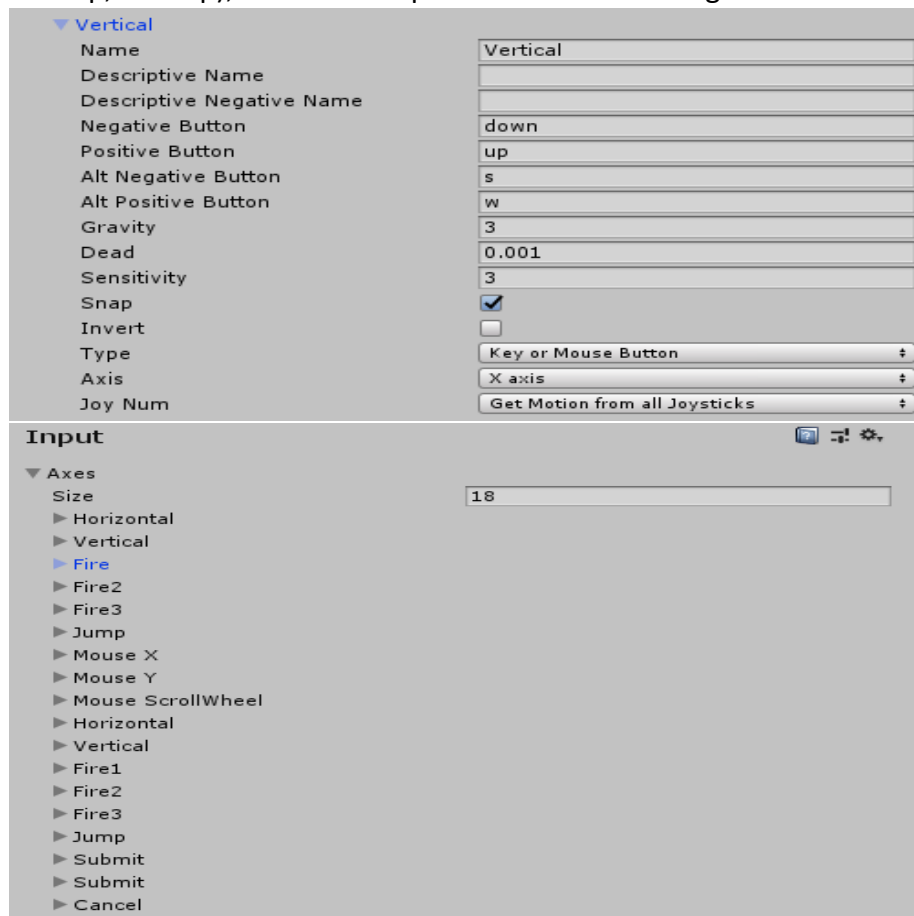 Vertical
Name Vertical
Descriptive Name
Descriptive Negative Name
Negative Button down
Positive Button up
Alt Negative Button s
Alt Positive Button w
Gravity 3
Dead 0.001
Sensitivity 3
Snap
Invert
Type Key or Mouse Button
Axis X axis
Joy Num Get Motion from all Joysticks
Input
Axes
Size 18
Horizontal
Vertical
Fire
Fire2
Fire3
Jump
Mouse X
Mouse Y
Mouse ScrollWheel
Horizontal
Vertical
Fire1
Fire2
Fire3
Jump
Submit
Submit
Cancel